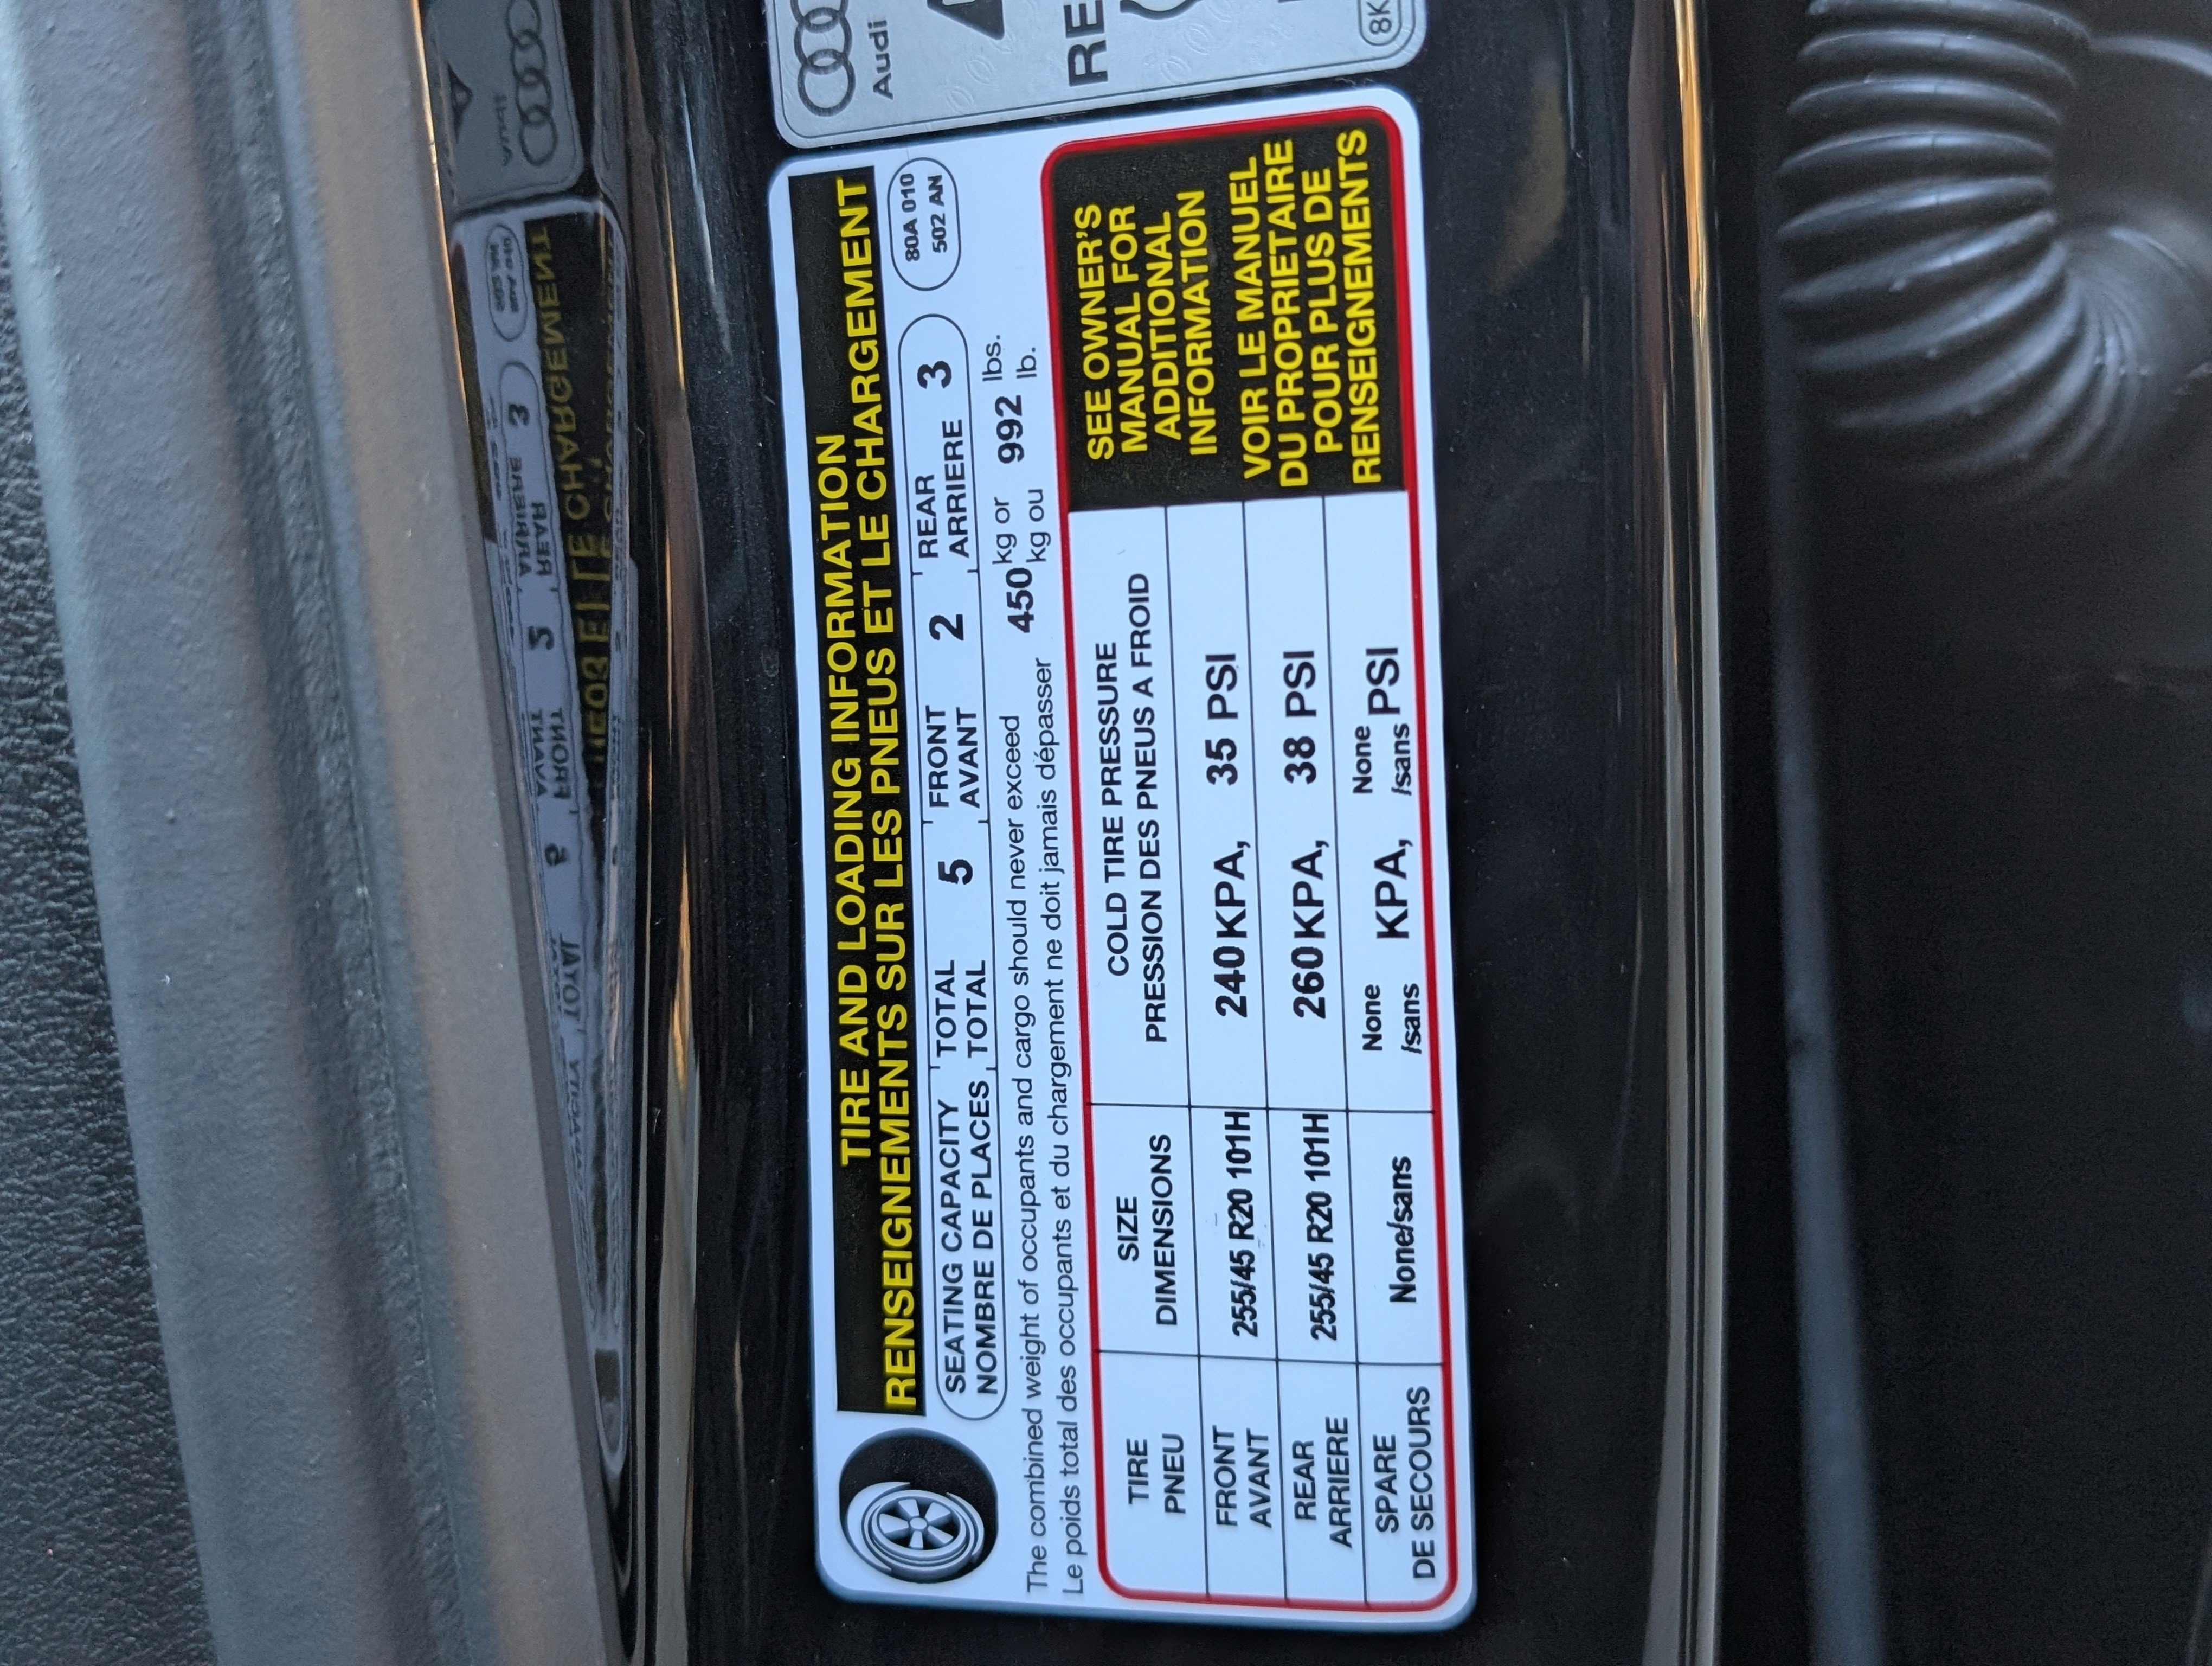 TIRE AND LOADING INFORMATION
RENSEIGNEMENTS SUR LES PNEUS ET LE CHARGEMENT
SEATING CAPACITY TOTAL 5 FRONT 2 REAR 3
NOMBRE DE PLACES TOTAL AVANT ARRIERE
80A 010
502 AN
The combined weight of occupants and cargo should never exceed 450 kg or 992 lbs.
Le poids total des occupants et du chargement ne doit jamais dépasser kg ou lb.
TIRE SIZE COLD TIRE PRESSURE
PNEU DIMENSIONS PRESSION DES PNEUS A FROID
FRONT 255/45 R20 101H 240 KPA, 35 PSI
AVANT
REAR 255/45 R20 101H 260 KPA, 38 PSI
ARRIERE
SPARE None/sans None /sans KPA, None /sans PSI
DE SECOURS
SEE OWNER'S
MANUAL FOR
ADDITIONAL
INFORMATION
VOIR LE MANUEL
DU PROPRIETAIRE
POUR PLUS DE
RENSEIGNEMENTS
Audi
RE
8K